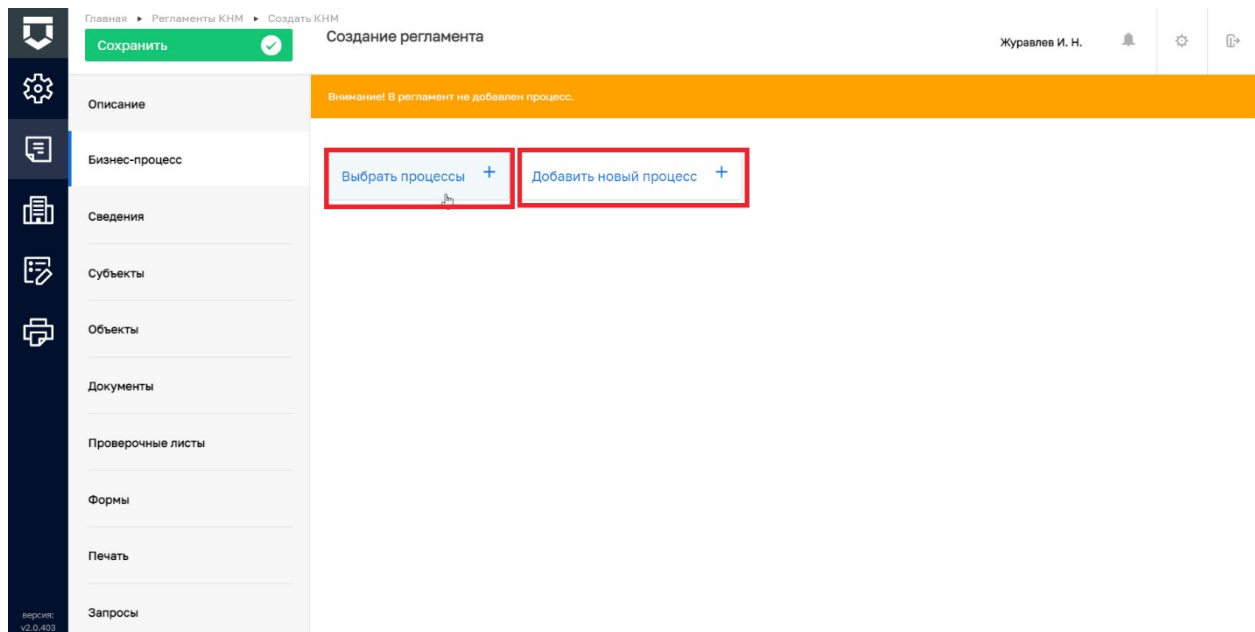 Главная ▸ Регламенты КНМ ▸ Создать КНМ
Сохранить
Создание регламента
Журавлев И. Н.
Описание
Внимание! В регламент не добавлен процесс.
Бизнес-процесс
Выбрать процессы +
Добавить новый процесс +
Сведения
Субъекты
Объекты
Документы
Проверочные листы
Формы
Печать
Запросы
версия:
v2.0.403